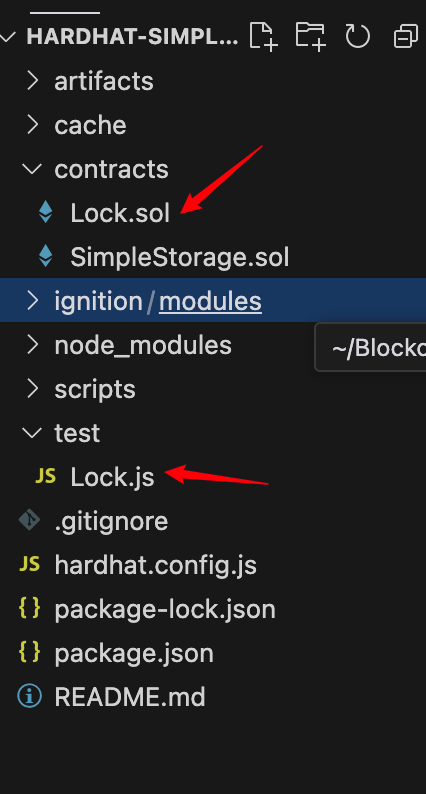 HARDHAT-SIMPL...
artifacts
cache
contracts
Lock.sol
SimpleStorage.sol
ignition/modules
node_modules
~/Blockc
scripts
test
JS Lock.js
.gitignore
JS hardhat.config.js
{} package-lock.json
{} package.json
README.md